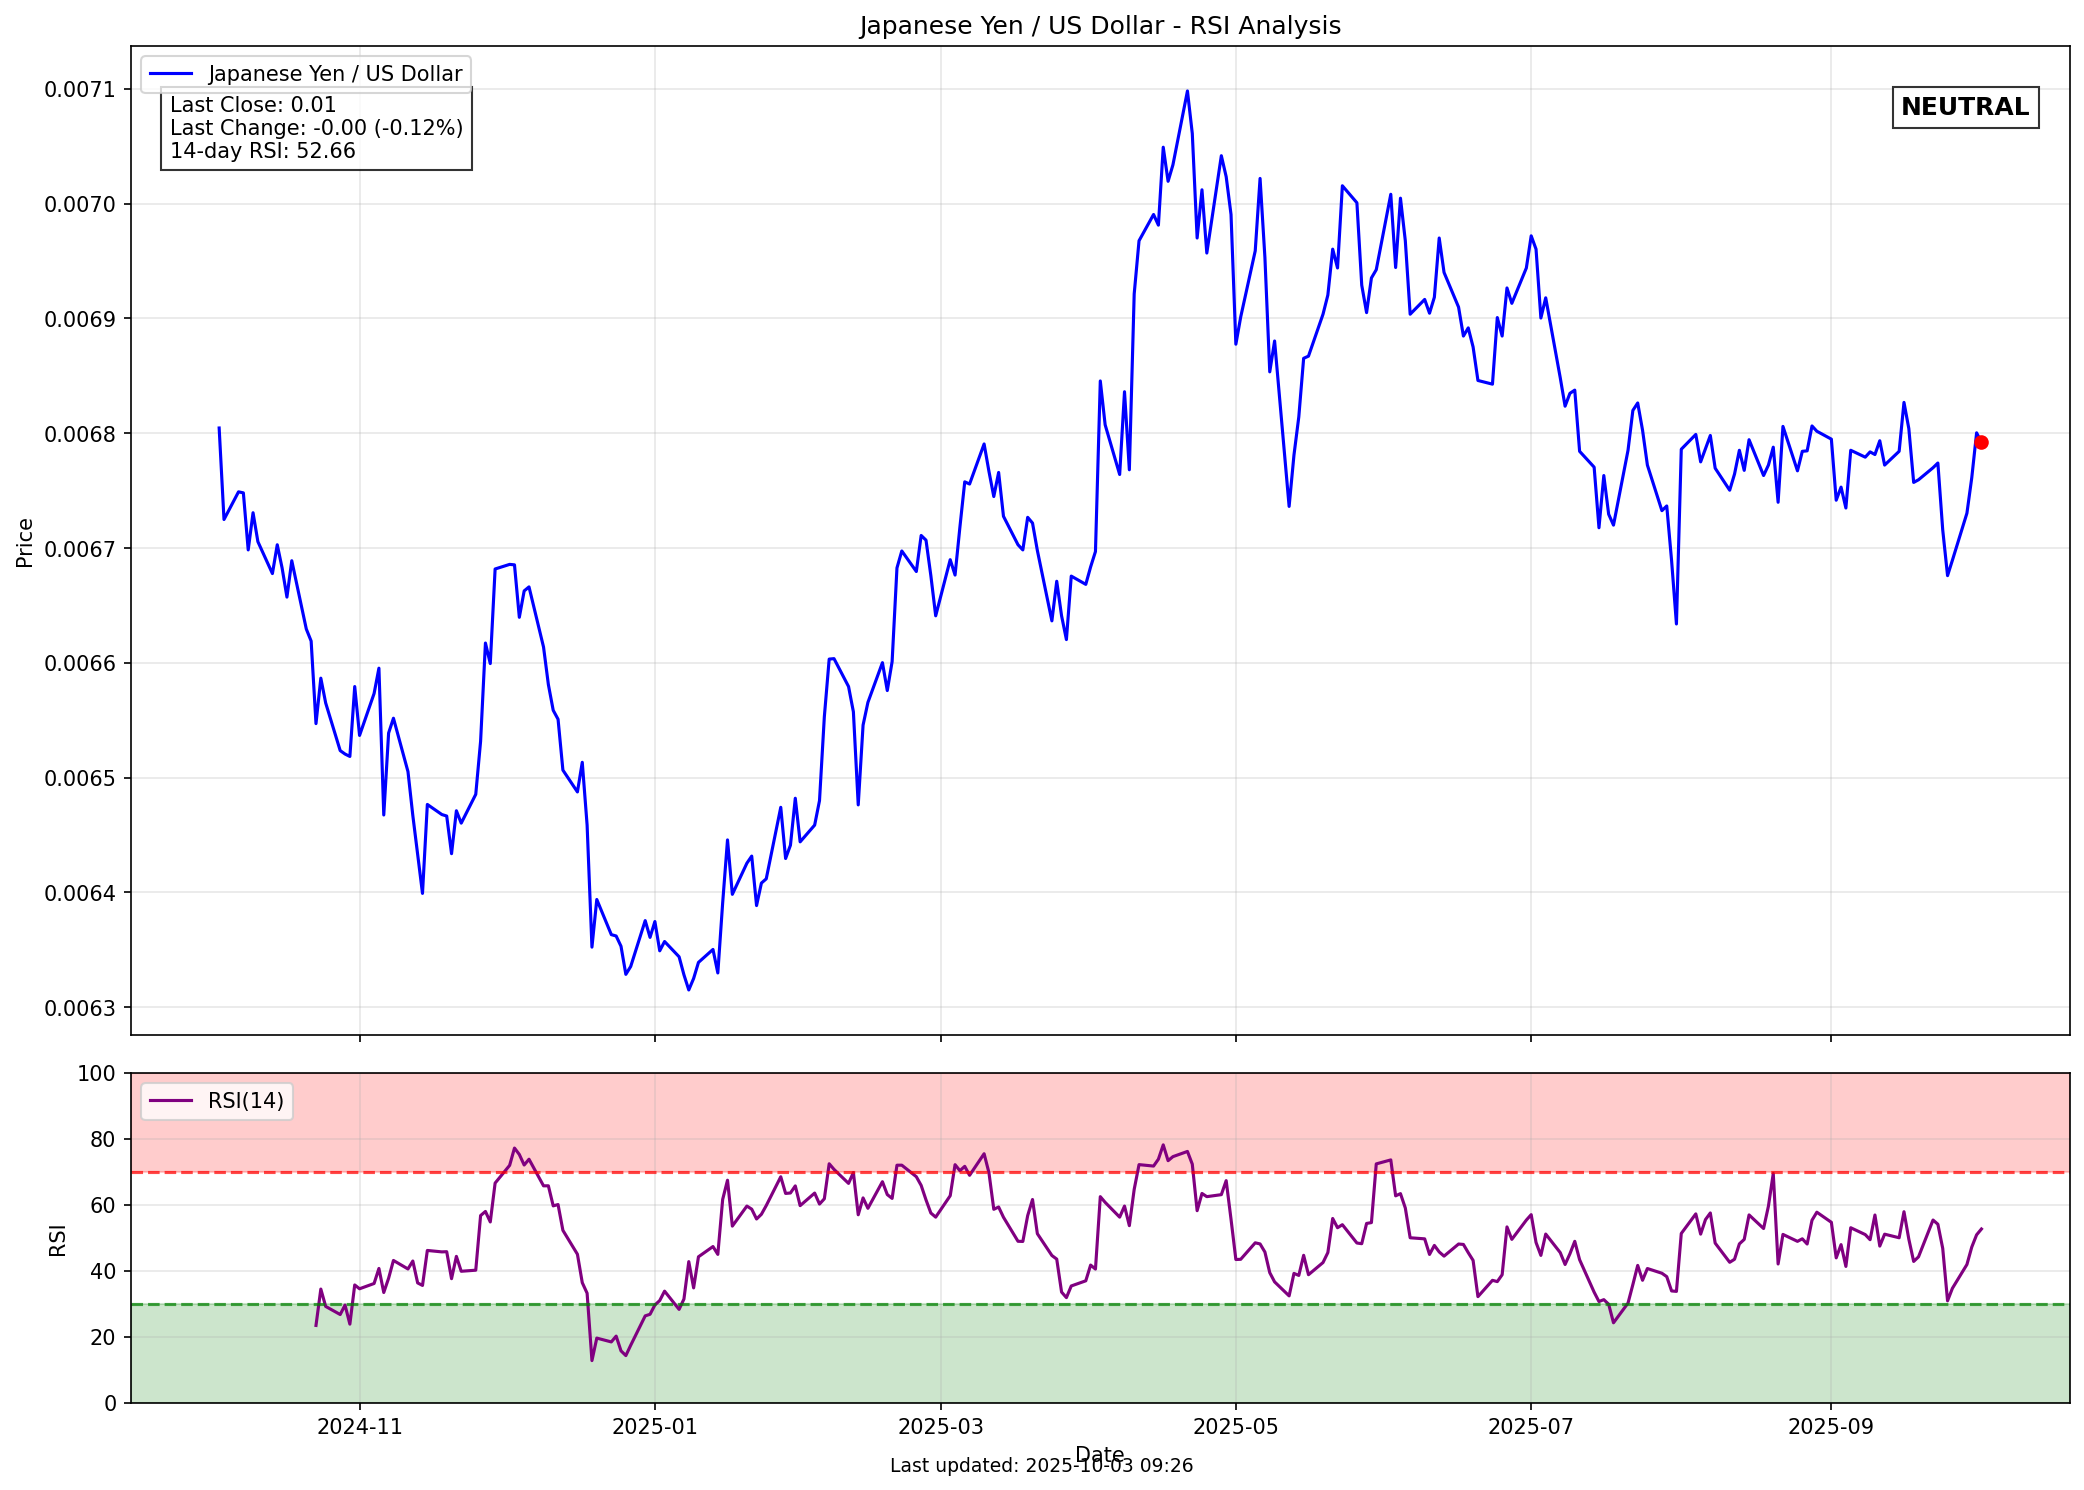 Japanese Yen / US Dollar - RSI Analysis
Japanese Yen / US Dollar
Last Close: 0.01
Last Change: -0.00 (-0.12%)
14-day RSI: 52.66
NEUTRAL
0.0071
0.0070
0.0069
0.0068
0.0067
0.0066
0.0065
0.0064
0.0063
Price
RSI(14)
100
80
60
40
20
0
RSI
2024-11
2025-01
2025-03
2025-05
2025-07
2025-09
Date
Last updated: 2025-10-03 09:26